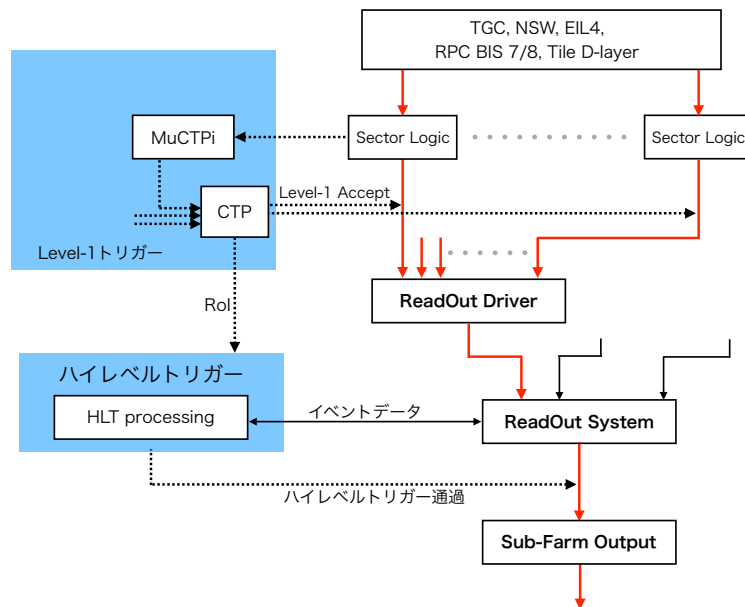 TGC, NSW, EIL4,
RPC BIS 7/8, Tile D-layer
MuCTPi
Sector Logic
Sector Logic
CTP
Level-1 Accept
Level-1トリガー
RoI
ReadOut Driver
ハイレベルトリガー
HLT processing
イベントデータ
ReadOut System
ハイレベルトリガー通過
Sub-Farm Output